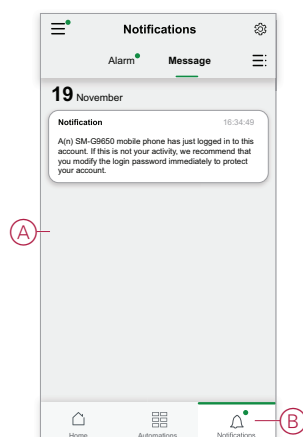 Notifications
Alarm Message
19 November
Notification 16:34:49
A(n) SM-G9650 mobile phone has just logged in to this
account. If this is not your activity, we recommend that
you modify the login password immediately to protect
your account.
A
B
Home Automations Notifications